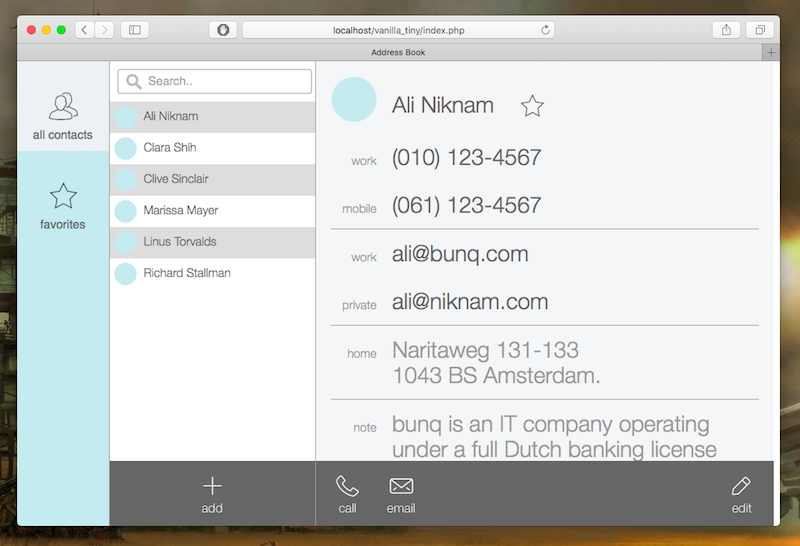 localhost/vanilla_tiny/index.php
Address Book
all contacts
favorites
Search..
Ali Niknam
Clara Shih
Clive Sinclair
Marissa Mayer
Linus Torvalds
Richard Stallman
add
Ali Niknam
work (010) 123-4567
mobile (061) 123-4567
work ali@bunq.com
private ali@niknam.com
home Naritaweg 131-133
1043 BS Amsterdam.
note bunq is an IT company operating
under a full Dutch banking license
call
email
edit